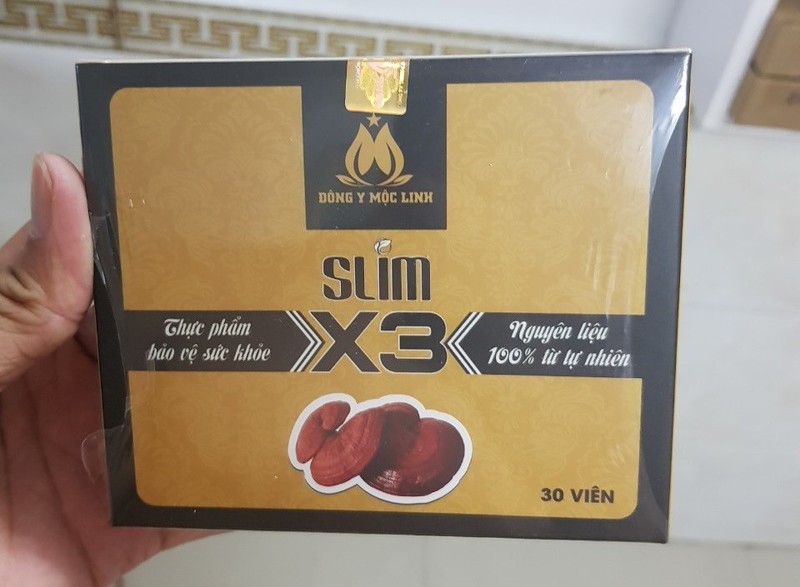 ĐÔNG Y MỘC LINH
SLIM
X3
Thực phẩm
bảo vệ sức khỏe
Nguyên liệu
100% từ tự nhiên
30 VIÊN